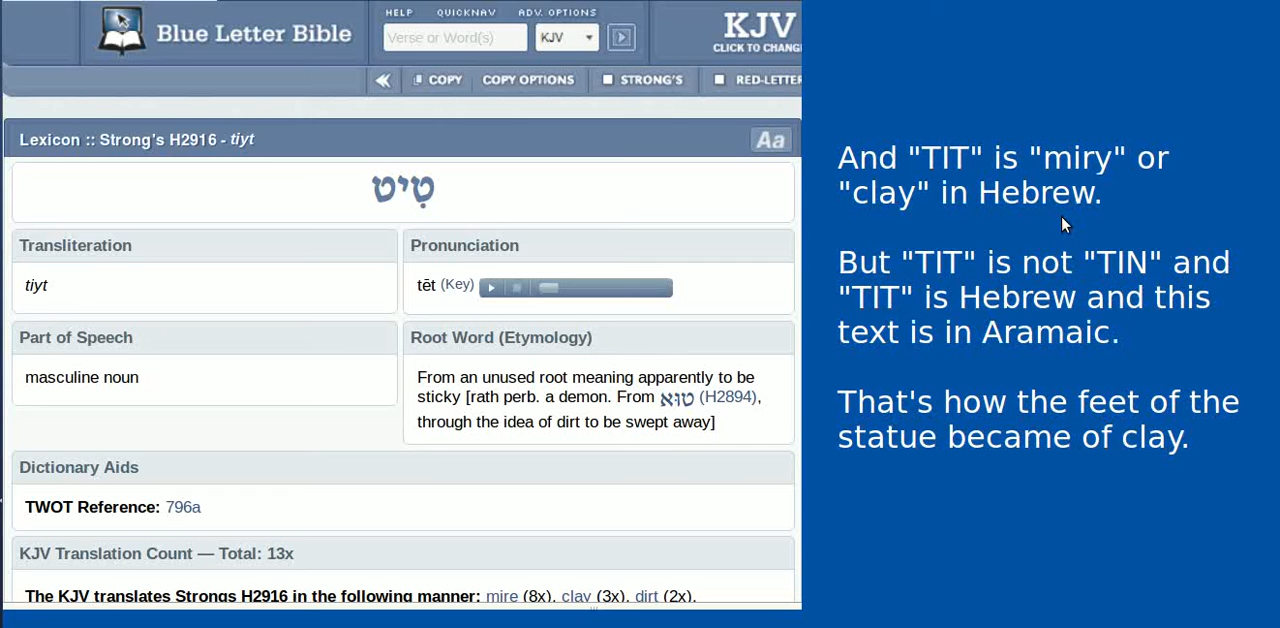 Blue Letter Bible
HELP QUICKNAV ADV. OPTIONS
Verse or Word(s) KJV
KJV
CLICK TO CHANG
COPY COPY OPTIONS STRONG'S RED-LETTER
Lexicon :: Strong's H2916 - tiyt Aa
טִיט
Transliteration
tiyt
Pronunciation
tēt (Key)
Part of Speech
masculine noun
Root Word (Etymology)
From an unused root meaning apparently to be
sticky [rath perb. a demon. From טוּא (H2894),
through the idea of dirt to be swept away]
Dictionary Aids
TWOT Reference: 796a
KJV Translation Count — Total: 13x
The KJV translates Strongs H2916 in the following manner: mire (8x), clay (3x), dirt (2x).
And "TIT" is "miry" or
"clay" in Hebrew.
But "TIT" is not "TIN" and
"TIT" is Hebrew and this
text is in Aramaic.
That's how the feet of the
statue became of clay.